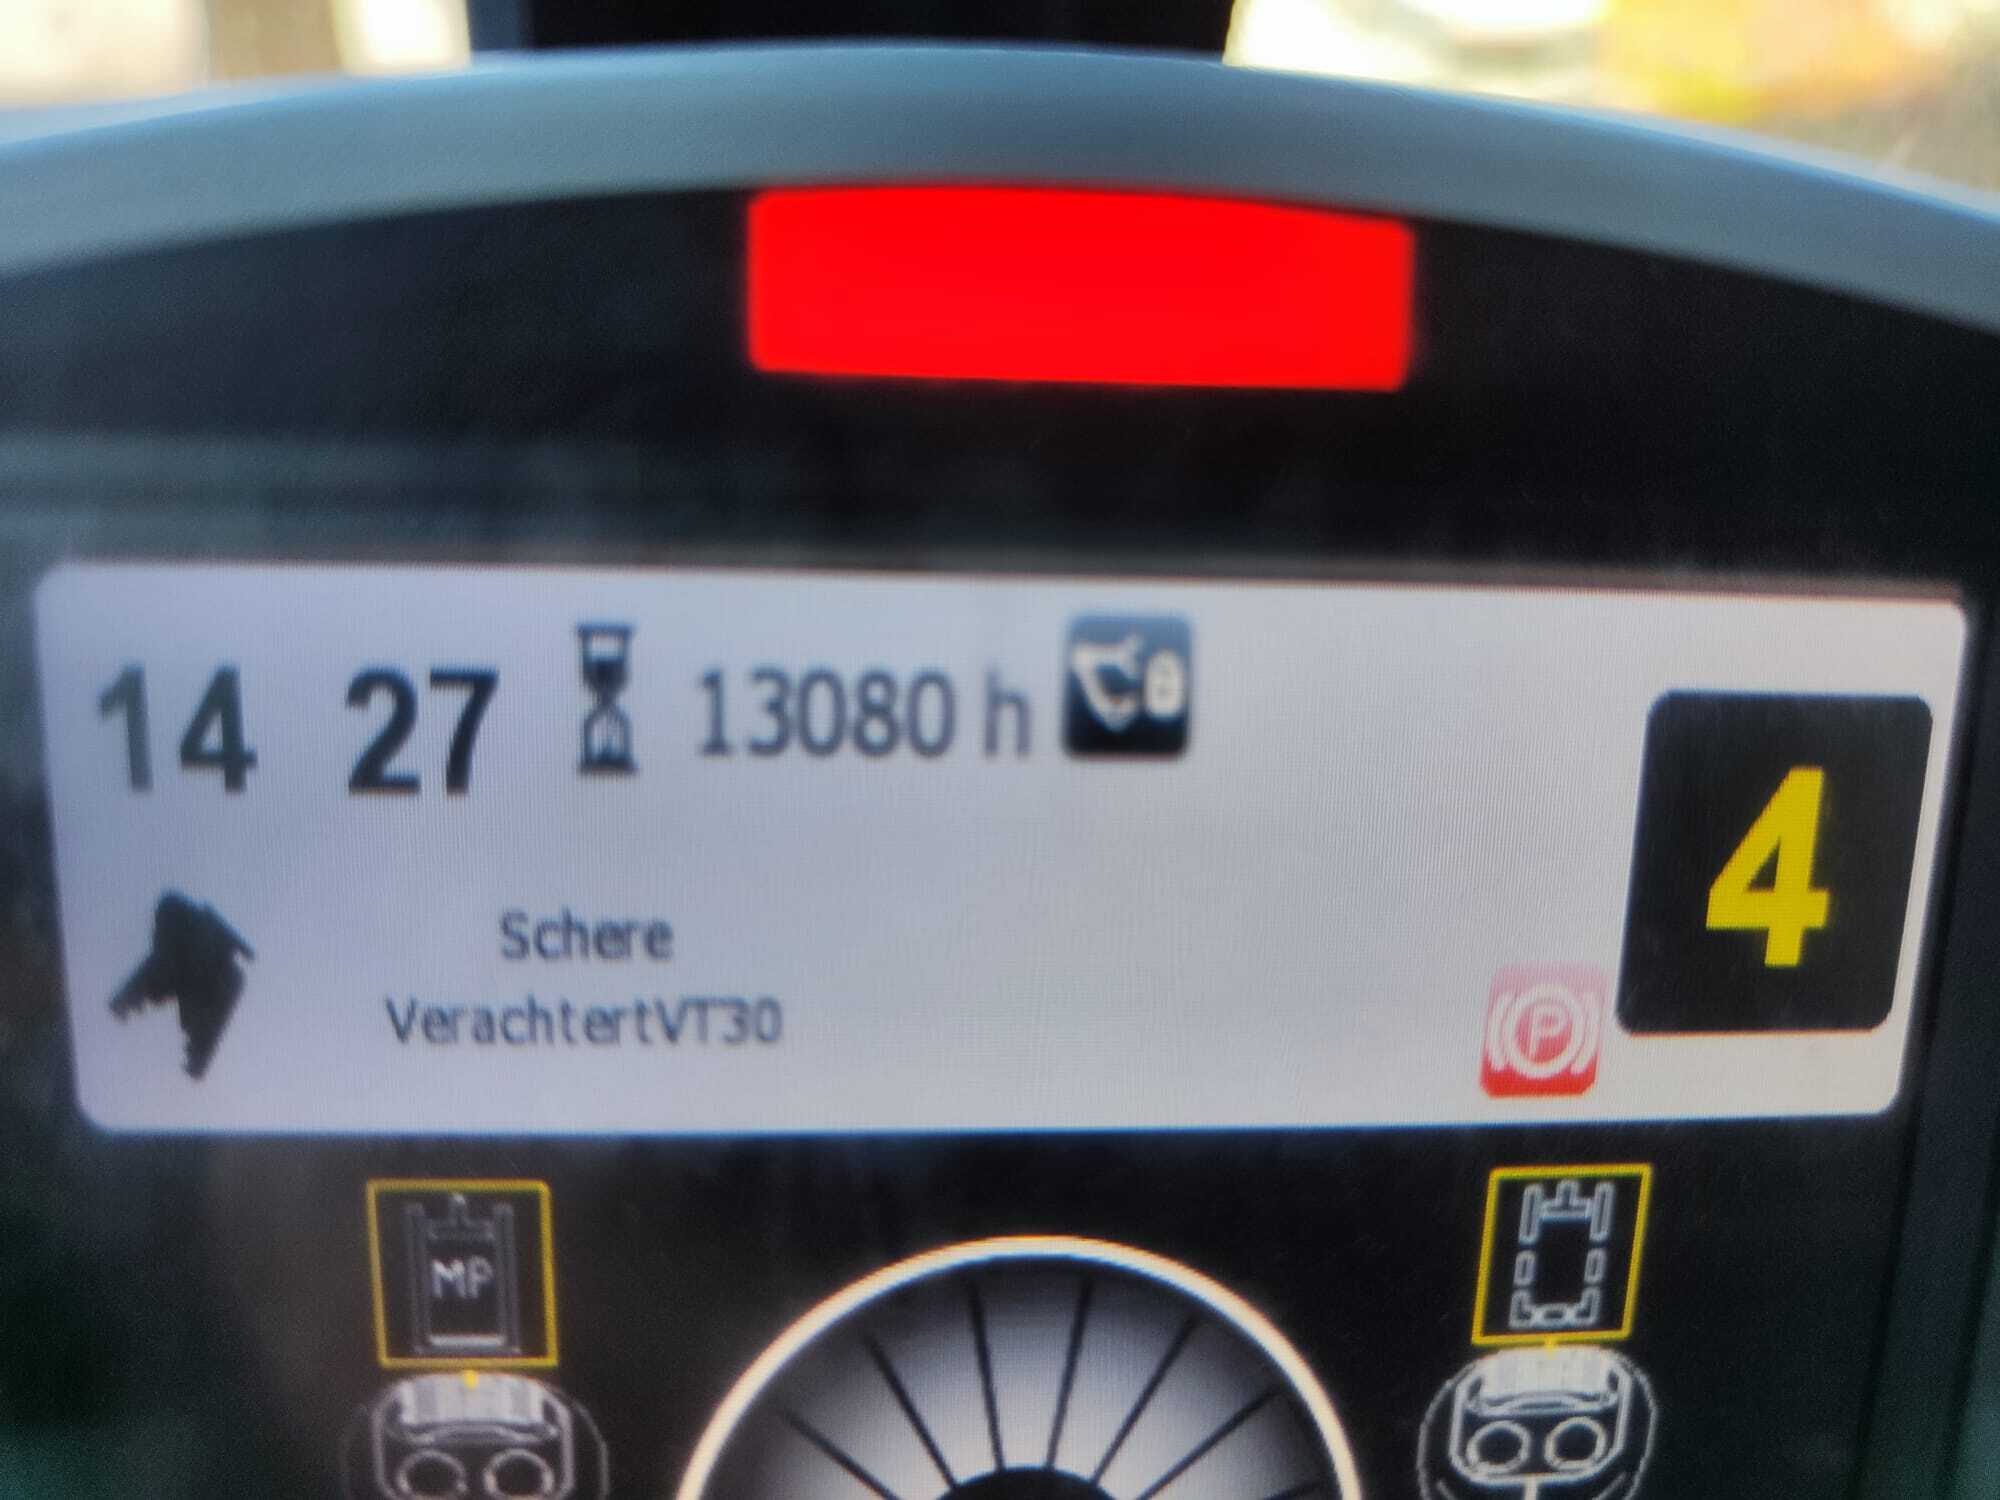 14 27 13080 h
4
Schere
VerachtertVT30
P
MP